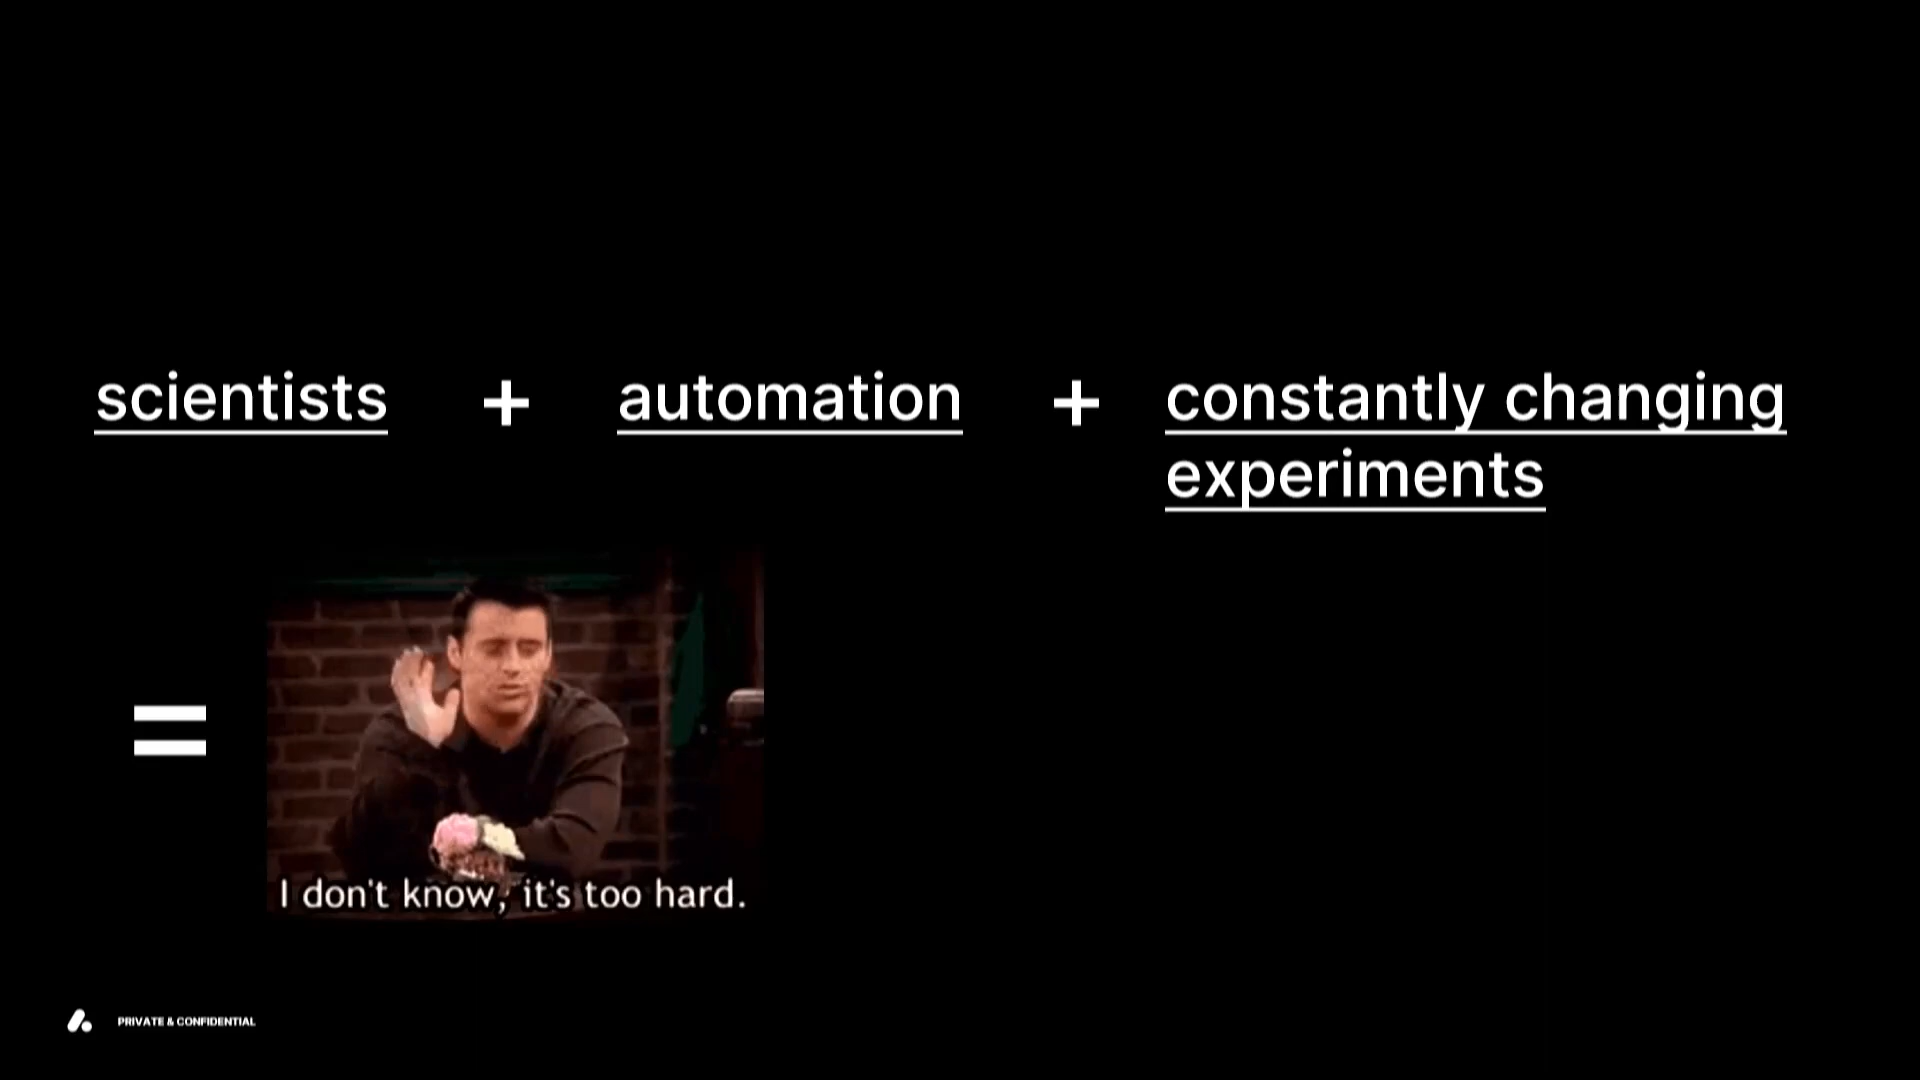 scientists + automation + constantly changing
experiments
=
I don't know, it's too hard.
PRIVATE & CONFIDENTIAL